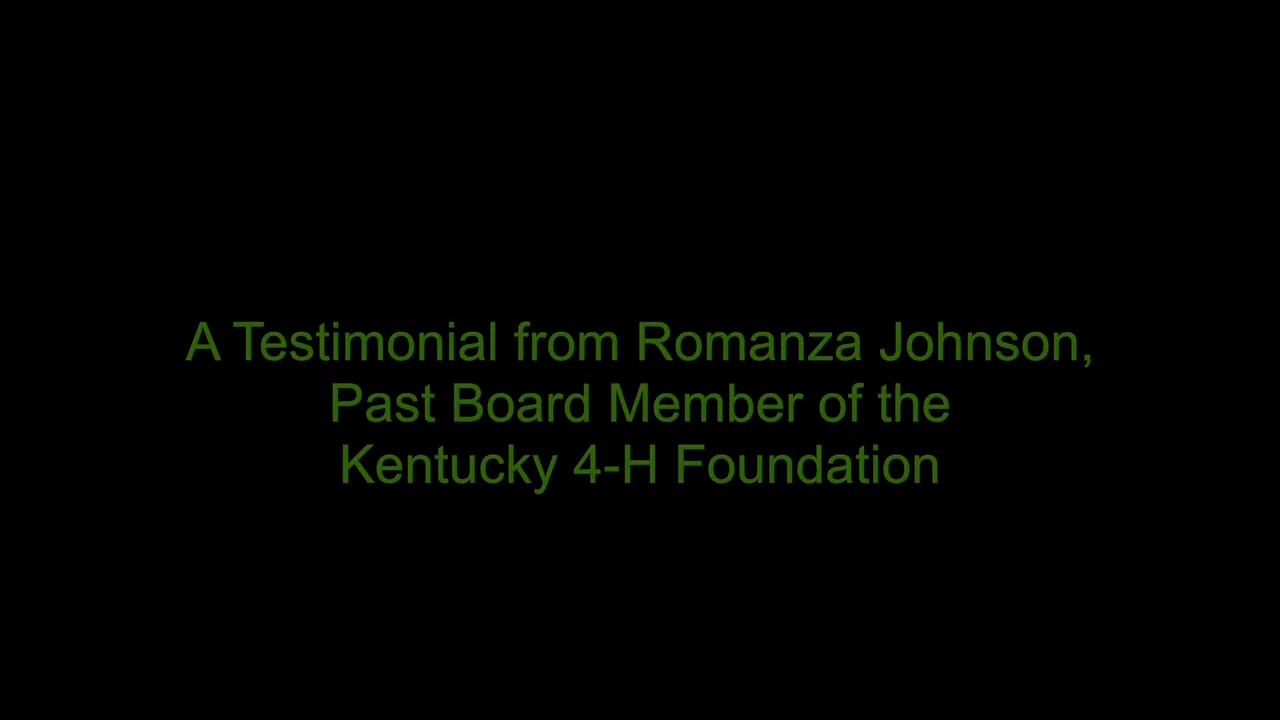 A Testimonial from Romanza Johnson,
Past Board Member of the
Kentucky 4-H Foundation